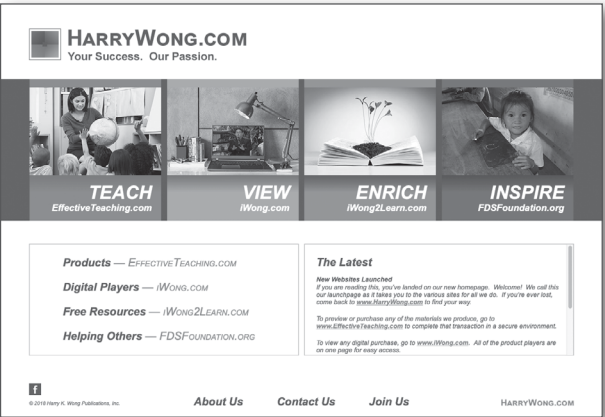 HARRYWONG.COM
Your Success. Our Passion.
TEACH
EffectiveTeaching.com
VIEW
iWong.com
ENRICH
iWong2Learn.com
INSPIRE
FDSFoundation.org
Products — EFFECTIVETEACHING.COM
Digital Players — iWONG.COM
Free Resources — iWONG2LEARN.COM
Helping Others — FDSFOUNDATION.ORG
The Latest
New Websites Launched
If you are reading this, you've landed on our new homepage. Welcome! We call this
our launchpage as it takes you to the various sites for all we do. If you're ever lost,
come back to www.HarryWong.com to find your way.
To preview or purchase any of the materials we produce, go to
www.EffectiveTeaching.com to complete that transaction in a secure environment.
To view any digital purchase, go to www.iWong.com. All of the product players are
on one page for easy access.
f
© 2018 Harry K. Wong Publications, Inc.
About Us
Contact Us
Join Us
HARRYWONG.COM